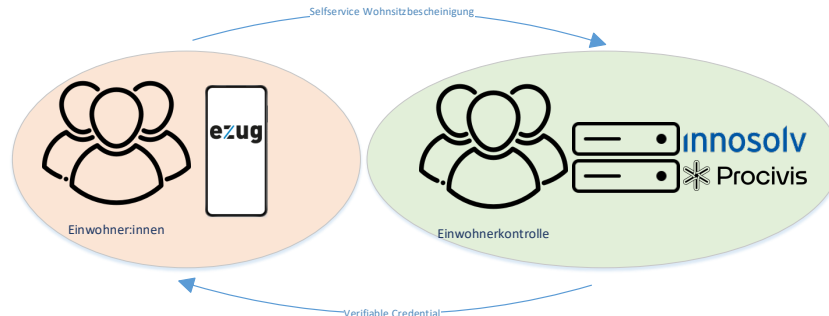 Selfservice Wohnsitzbescheinigung
ezug
innosolv
Procivis
Einwohner:innen
Einwohnerkontrolle
Verifiable Credential